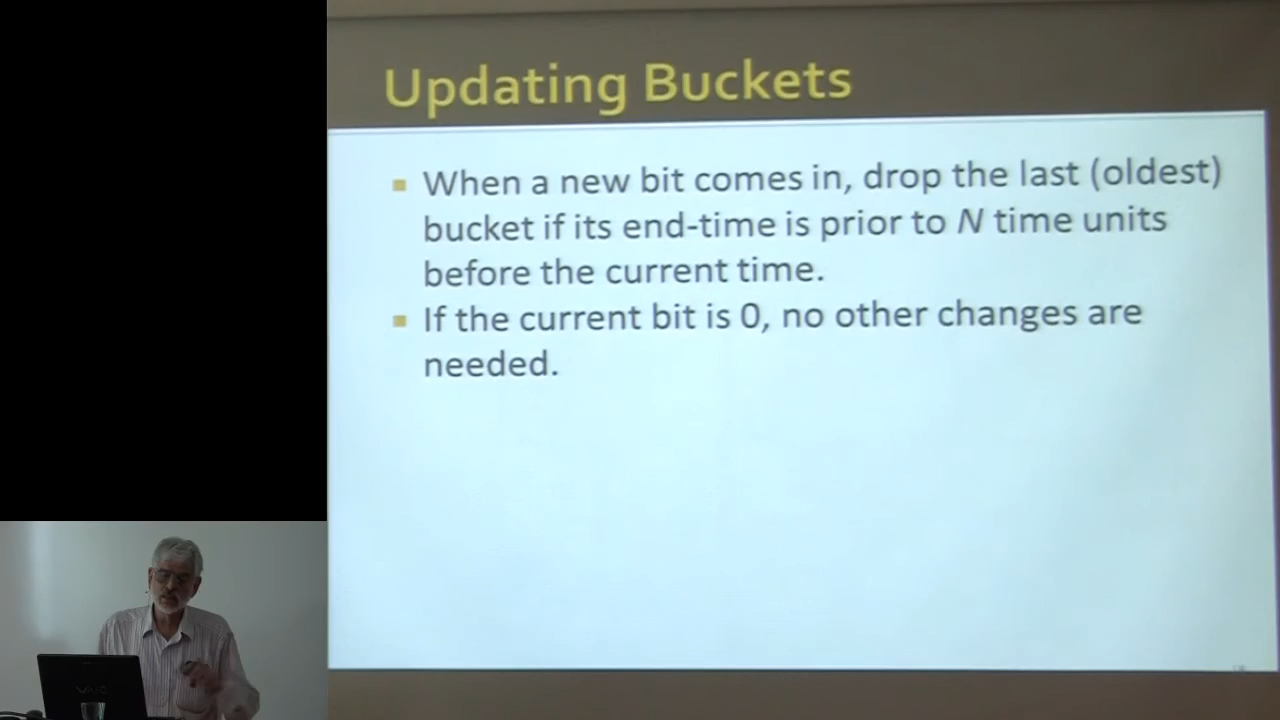 Updating Buckets
When a new bit comes in, drop the last (oldest)
bucket if its end-time is prior to N time units
before the current time.
If the current bit is 0, no other changes are
needed.
VAIO